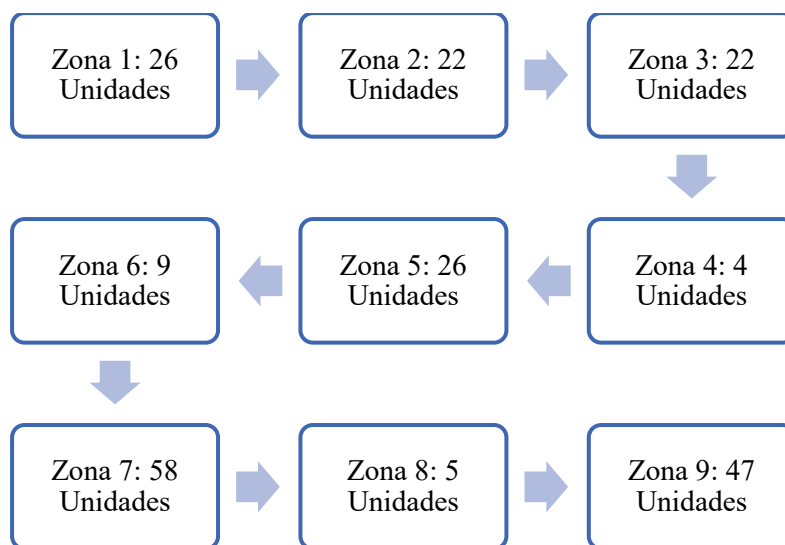 Zona 1: 26
Unidades
Zona 2: 22
Unidades
Zona 3: 22
Unidades
Zona 4: 4
Unidades
Zona 5: 26
Unidades
Zona 6: 9
Unidades
Zona 7: 58
Unidades
Zona 8: 5
Unidades
Zona 9: 47
Unidades